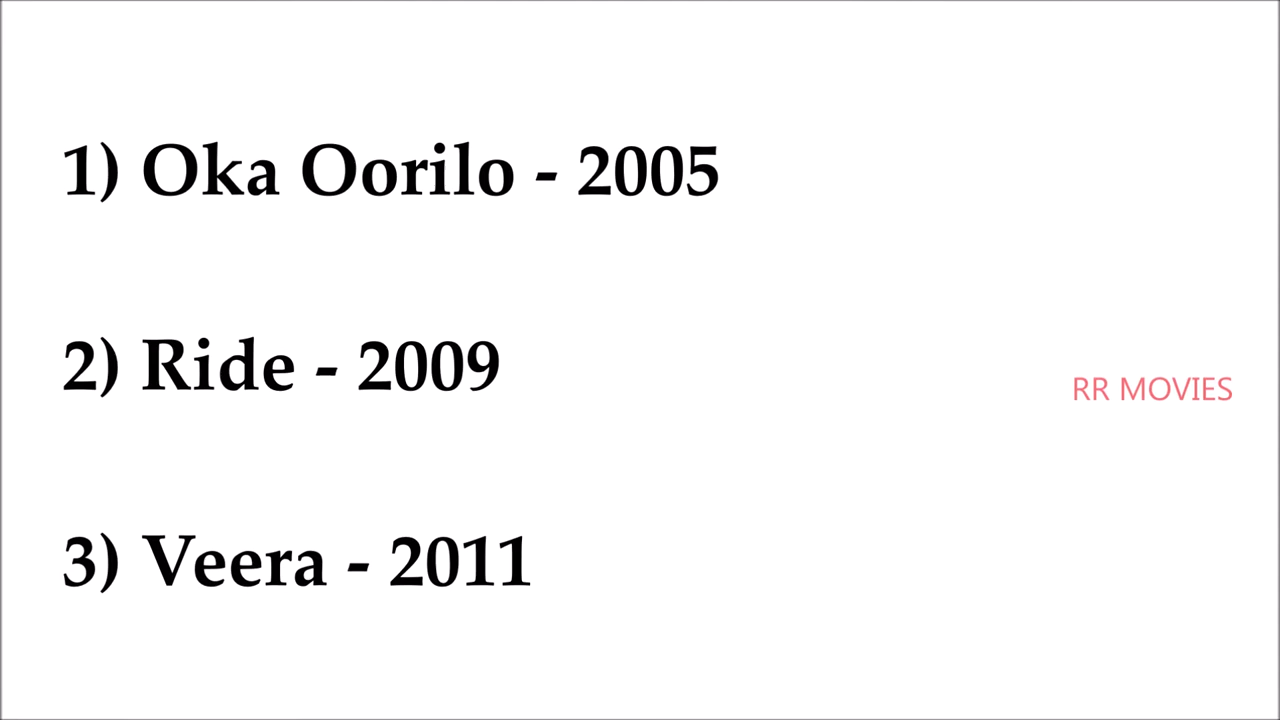 1) Oka Oorilo - 2005
2) Ride - 2009
RR MOVIES
3) Veera - 2011